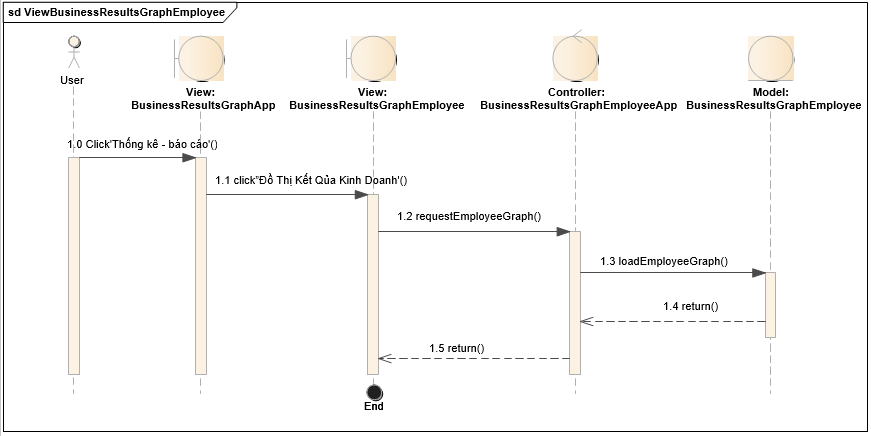 sd ViewBusinessResultsGraphEmployee
User
View:
BusinessResultsGraphApp
View:
BusinessResultsGraphEmployee
Controller:
BusinessResultsGraphEmployeeApp
Model:
BusinessResultsGraphEmployee
1.0 Click'Thống kê - báo cáo'()
1.1 click"Đồ Thị Kết Qủa Kinh Doanh'()
1.2 requestEmployeeGraph()
1.3 loadEmployeeGraph()
1.4 return()
1.5 return()
End